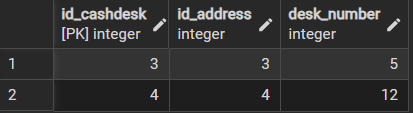 id_cashdesk id_address desk_number
[PK] integer integer integer
1 3 3 5
2 4 4 12